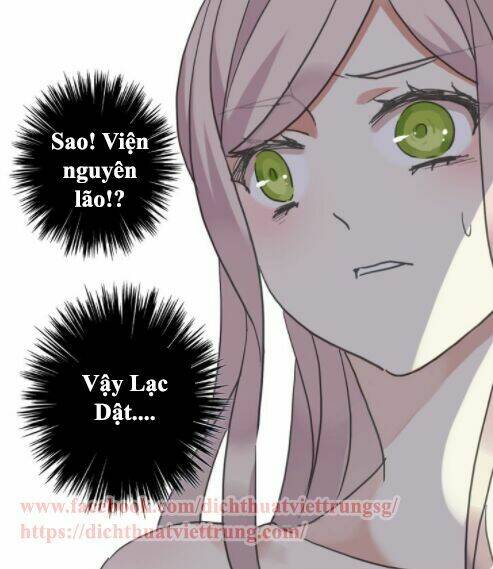 Sao! Viện
nguyên
lão!?
Vậy Lạc
Dật....
www.facebook.com/dichthuatviettrungsg/
https://dichthuatviettrung.com/